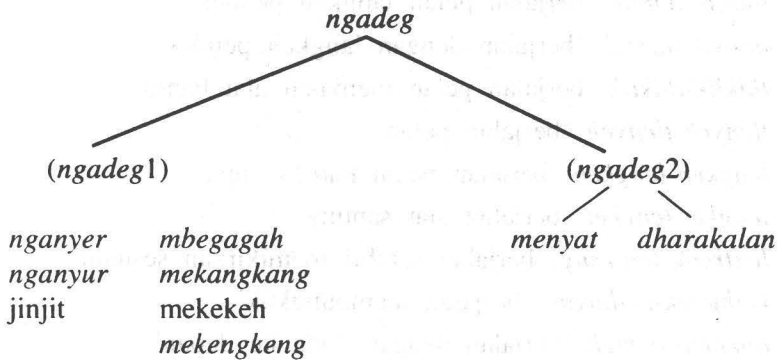 ngadeg
(ngadeg1) (ngadeg2)
nganyer mbegagah menyat dharakalan
nganyur mekangkang
jinjit mekekeh
mekengkeng